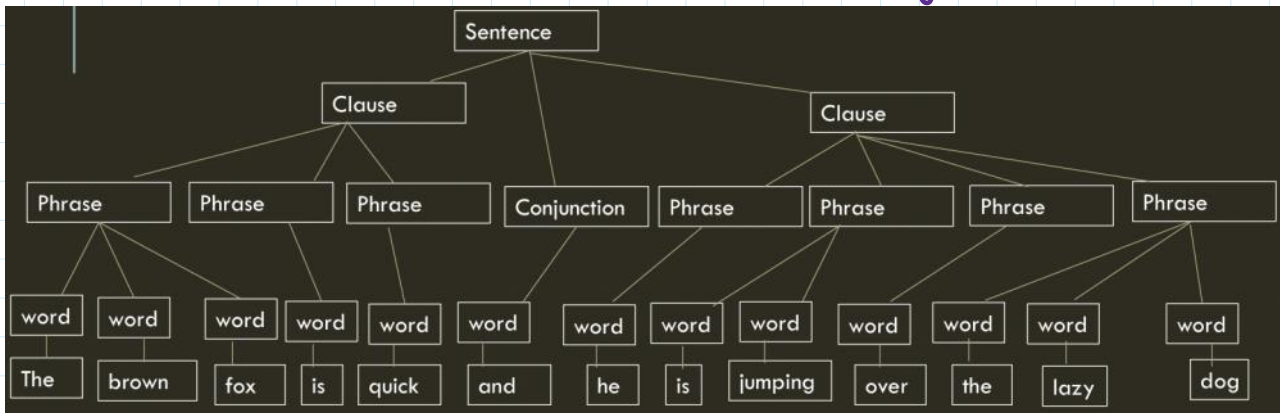 Sentence
Clause Clause
Phrase Phrase Phrase Conjunction Phrase Phrase Phrase Phrase
word word word word word word word word word word word word word
The brown fox is quick and he is jumping over the lazy dog